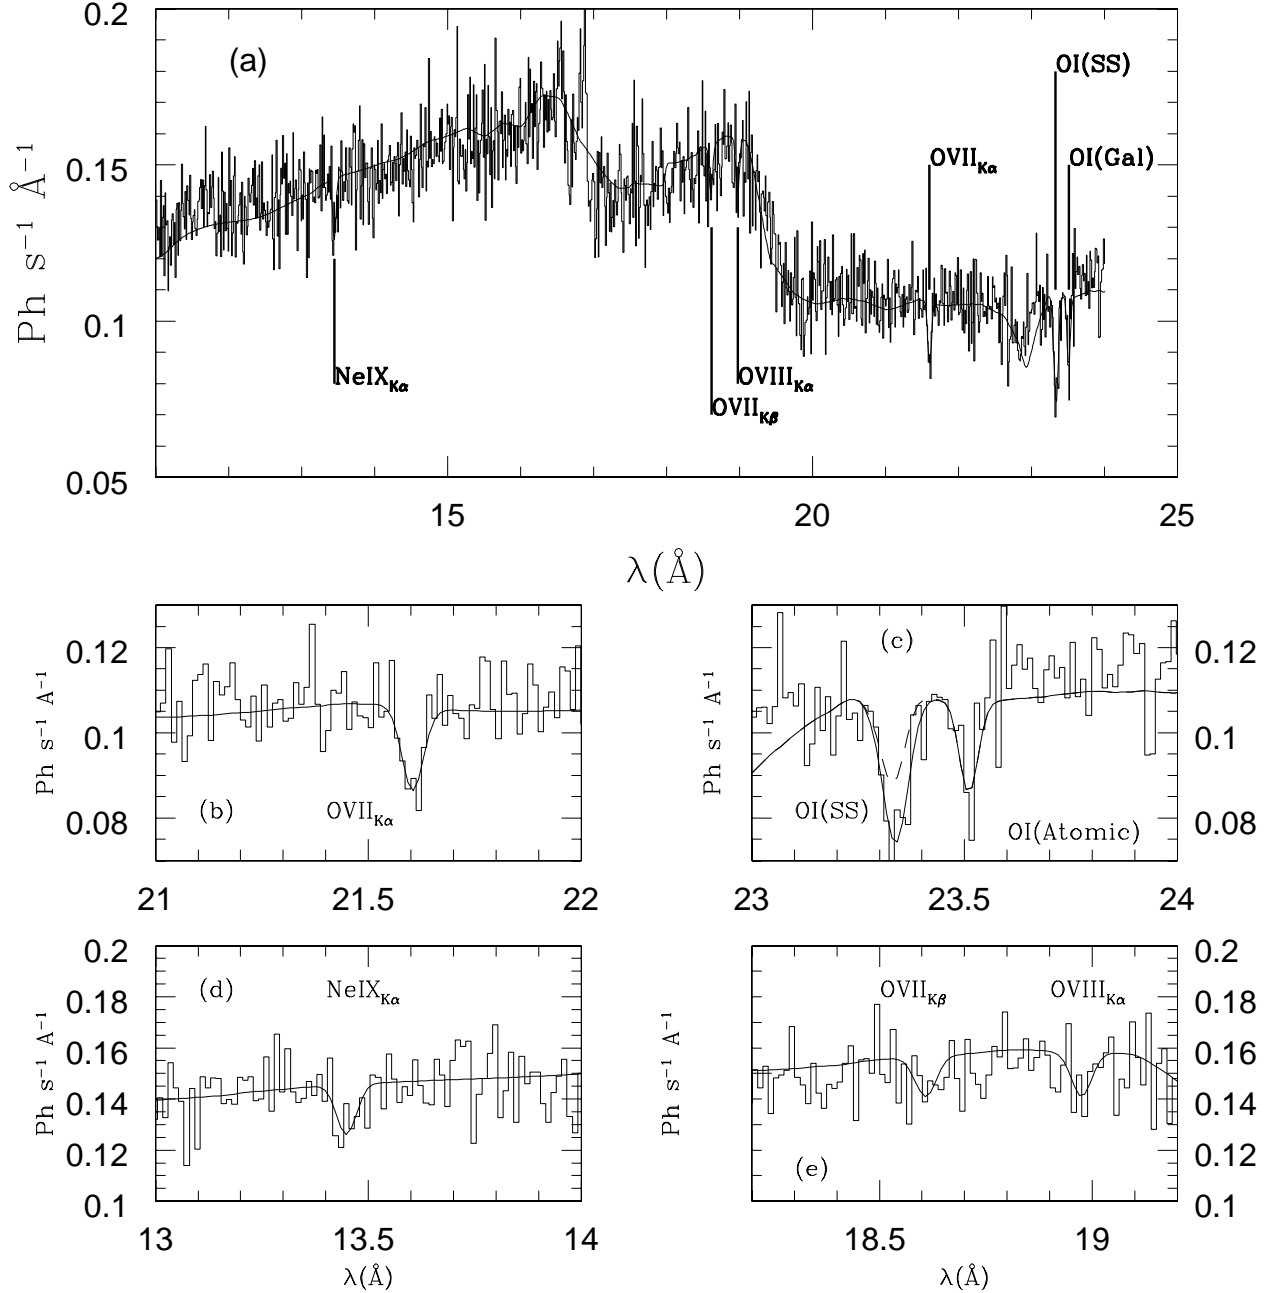 (a)
0.2
0.15
0.1
0.05
Ph s⁻¹ Å⁻¹
OI(SS)
OVII_Kα
OI(Gal)
NeIX_Kα
OVIII_Kα
OVII_Kβ
15
20
25
λ(Å)
0.12
0.1
0.08
Ph s⁻¹ A⁻¹
(b)
OVII_Kα
21
21.5
22
(c)
Ph s⁻¹ A⁻¹
OI(SS)
OI(Atomic)
0.12
0.1
0.08
23
23.5
24
0.2
0.18
0.16
0.14
0.12
0.1
Ph s⁻¹ A⁻¹
(d)
NeIX_Kα
13
13.5
14
λ(Å)
Ph s⁻¹ A⁻¹
OVII_Kβ
OVIII_Kα
(e)
0.2
0.18
0.16
0.14
0.12
0.1
18.5
19
λ(Å)